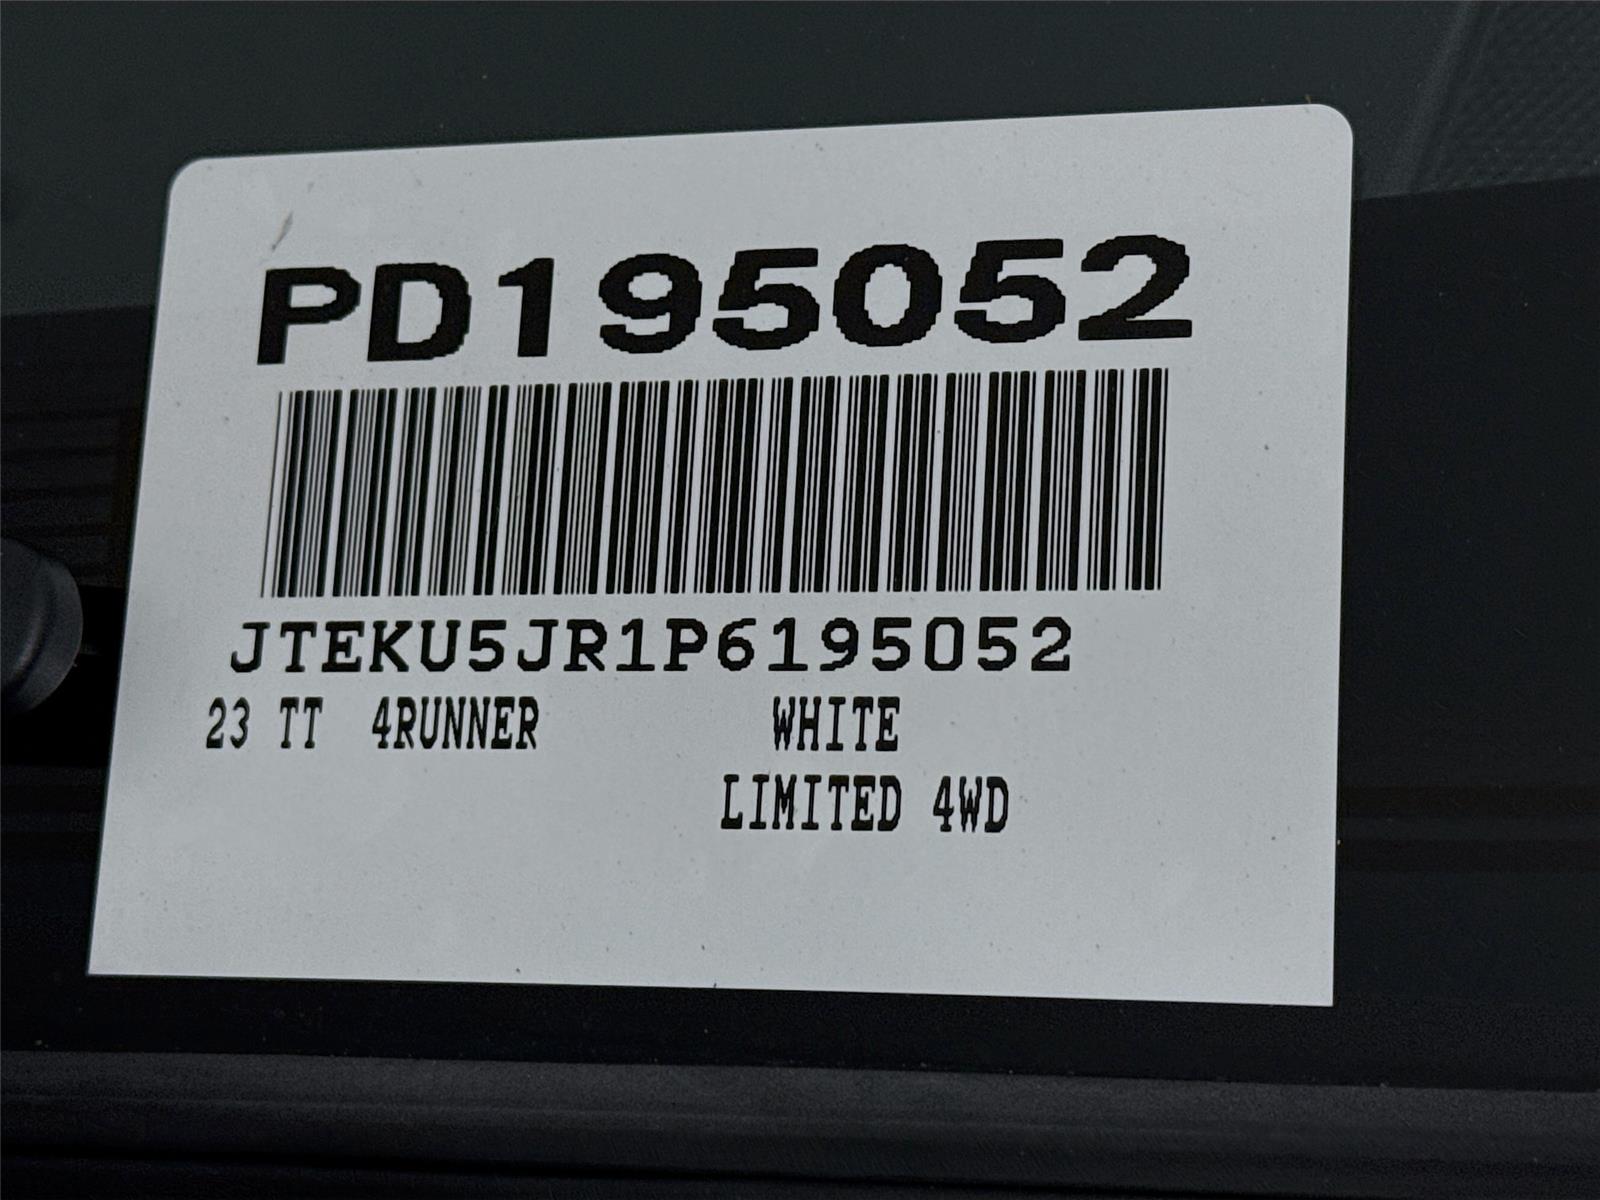 PD195052
JTEKU5JR1P6195052
23 TT 4RUNNER WHITE
LIMITED 4WD